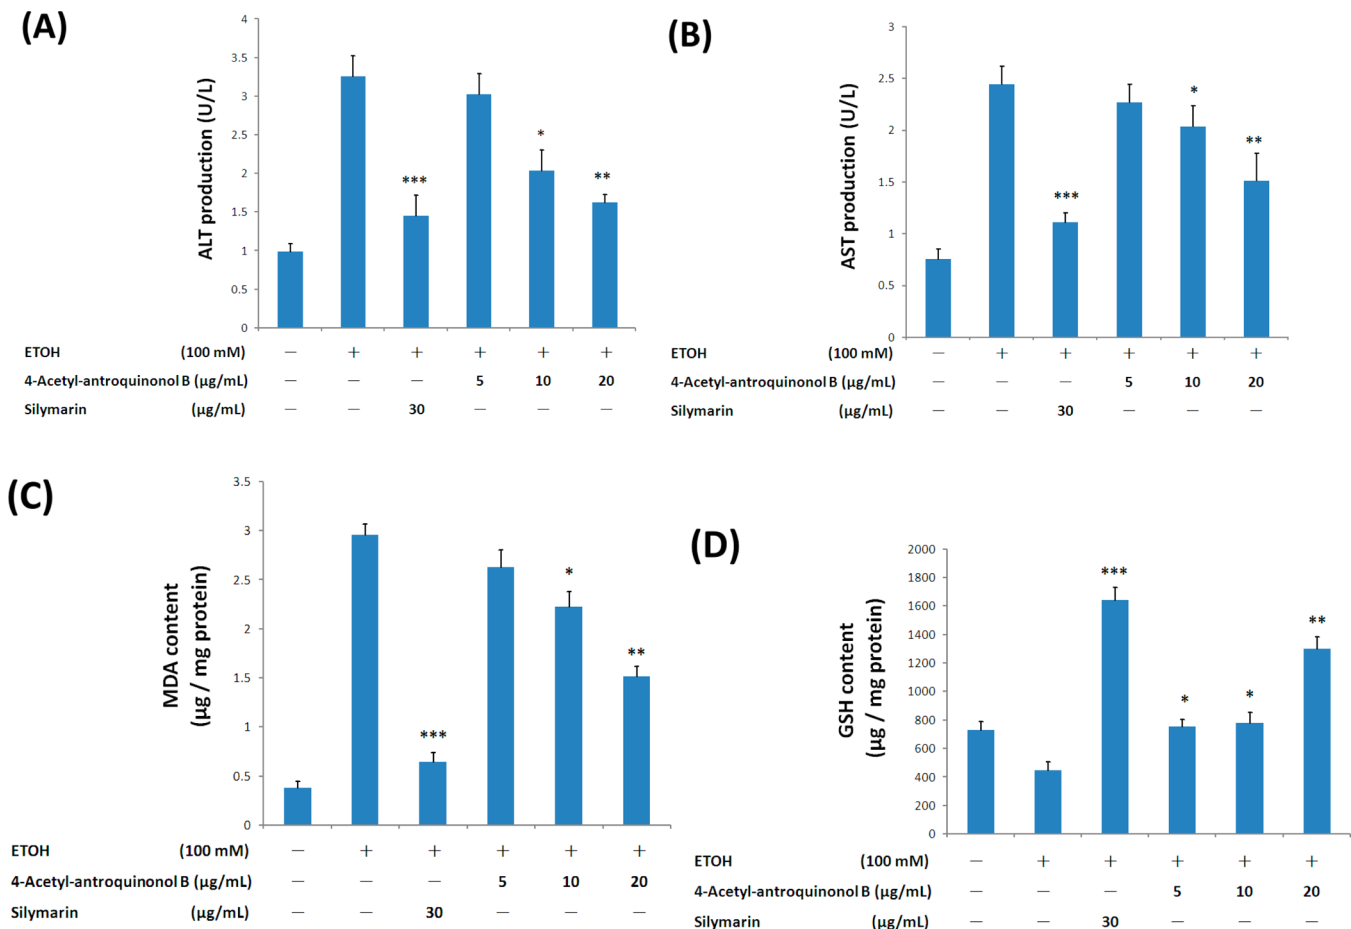 (A)
ALT production (U/L)
4
3.5
3
2.5
2
1.5
1
0.5
0
***
*
**
ETOH (100 mM) — + + + + +
4-Acetyl-antroquinonol B (µg/mL) — — — 5 10 20
Silymarin (µg/mL) — — 30 — — —
(B)
AST production (U/L)
3
2.5
2
1.5
1
0.5
0
***
*
**
ETOH (100 mM) — + + + + +
4-Acetyl-antroquinonol B (µg/mL) — — — 5 10 20
Silymarin (µg/mL) — — 30 — — —
(C)
MDA content
(µg / mg protein)
3.5
3
2.5
2
1.5
1
0.5
0
***
*
**
ETOH (100 mM) — + + + + +
4-Acetyl-antroquinonol B (µg/mL) — — — 5 10 20
Silymarin (µg/mL) — — 30 — — —
(D)
GSH content
(µg / mg protein)
2000
1800
1600
1400
1200
1000
800
600
400
200
0
***
*
*
**
ETOH (100 mM) — + + + + +
4-Acetyl-antroquinonol B (µg/mL) — — — 5 10 20
Silymarin (µg/mL) — — 30 — — —